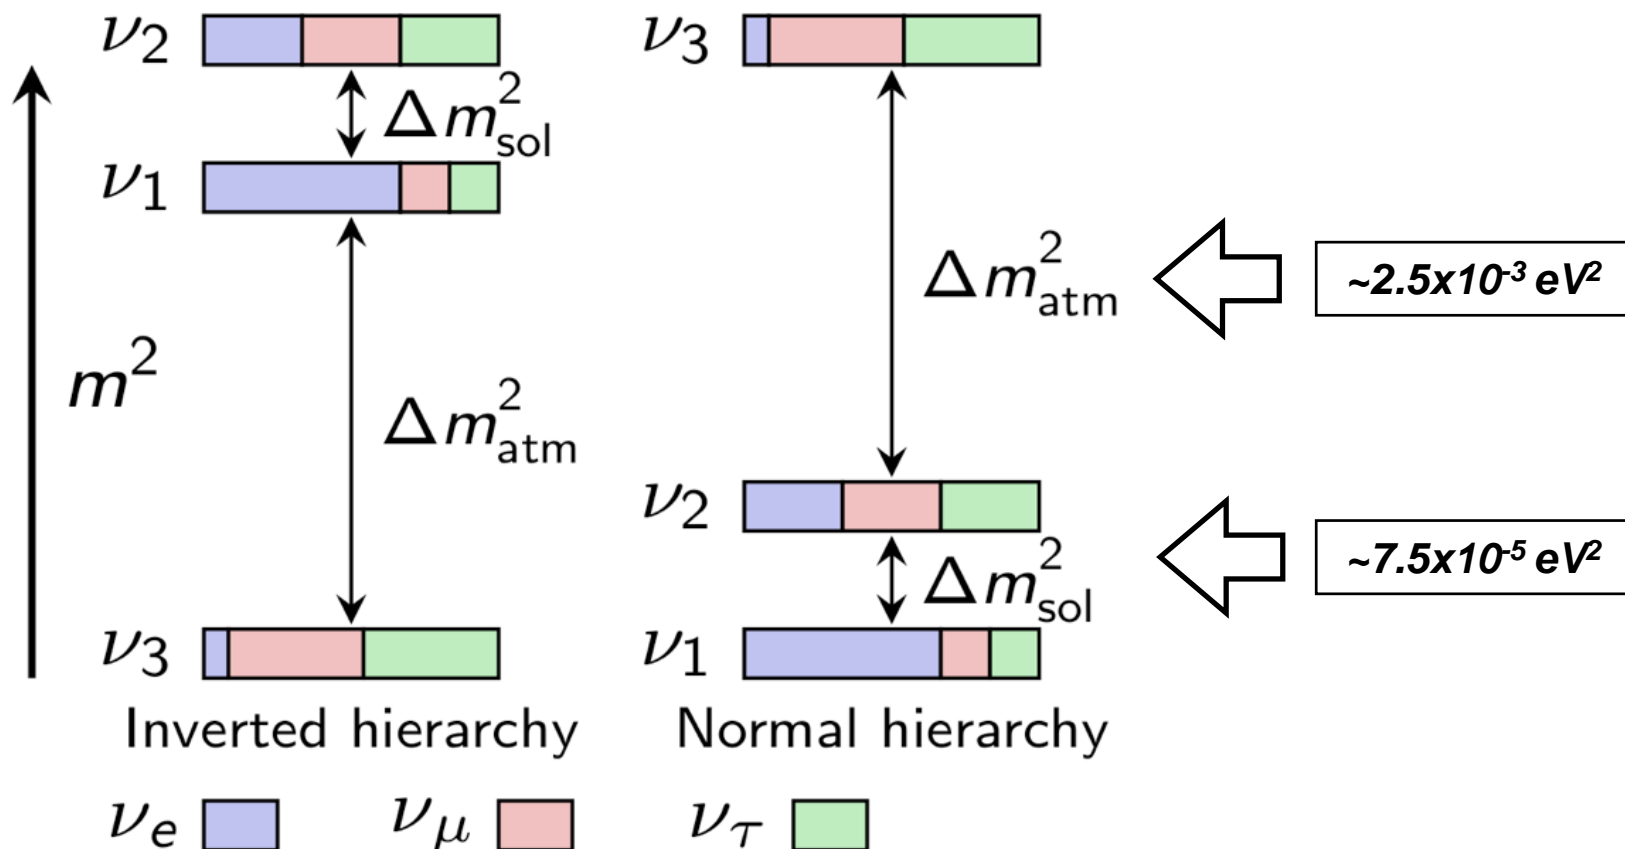 ν₂
Δm²sol
ν₁
Δm²atm
ν₃
Inverted hierarchy
m²
ν₃
Δm²atm
~2.5x10⁻³ eV²
ν₂
Δm²sol
~7.5x10⁻⁵ eV²
ν₁
Normal hierarchy
νe νμ ντ